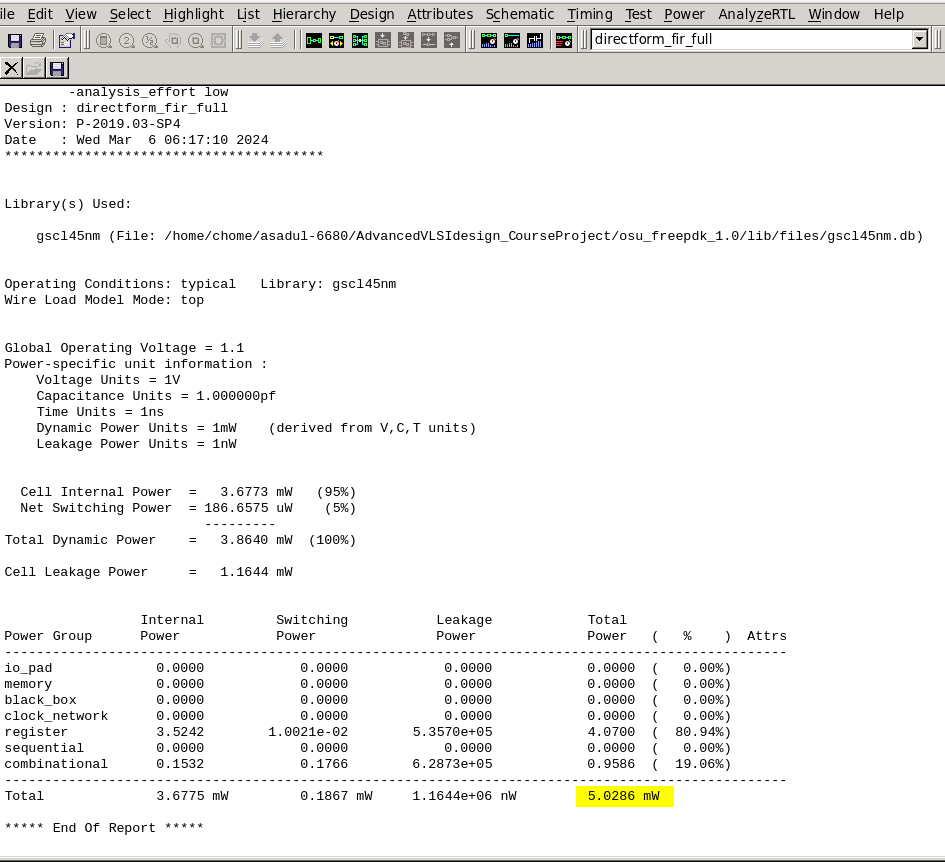 ile Edit View Select Highlight List Hierarchy Design Attributes Schematic Timing Test Power AnalyzeRTL Window Help
directform_fir_full
-analysis_effort low
Design : directform_fir_full
Version: P-2019.03-SP4
Date   : Wed Mar  6 06:17:10 2024
****************************************
Library(s) Used:
gscl45nm (File: /home/chome/asadul-6680/AdvancedVLSIdesign_CourseProject/osu_freepdk_1.0/lib/files/gscl45nm.db)
Operating Conditions: typical   Library: gscl45nm
Wire Load Model Mode: top
Global Operating Voltage = 1.1
Power-specific unit information :
Voltage Units = 1V
Capacitance Units = 1.000000pf
Time Units = 1ns
Dynamic Power Units = 1mW    (derived from V,C,T units)
Leakage Power Units = 1nW
Cell Internal Power  =   3.6773 mW   (95%)
Net Switching Power  = 186.6575 uW    (5%)
---------
Total Dynamic Power    =   3.8640 mW  (100%)
Cell Leakage Power     =   1.1644 mW
Internal         Switching           Leakage            Total
Power Group      Power            Power               Power              Power   (   %    )  Attrs
--------------------------------------------------------------------------------------------------
io_pad             0.0000            0.0000            0.0000            0.0000  (   0.00%)
memory             0.0000            0.0000            0.0000            0.0000  (   0.00%)
black_box          0.0000            0.0000            0.0000            0.0000  (   0.00%)
clock_network      0.0000            0.0000            0.0000            0.0000  (   0.00%)
register           3.5242        1.0021e-02        5.3570e+05            4.0700  (  80.94%)
sequential         0.0000            0.0000            0.0000            0.0000  (   0.00%)
combinational      0.1532            0.1766        6.2873e+05            0.9586  (  19.06%)
--------------------------------------------------------------------------------------------------
Total              3.6775 mW         0.1867 mW     1.1644e+06 nW         5.0286 mW
***** End Of Report *****